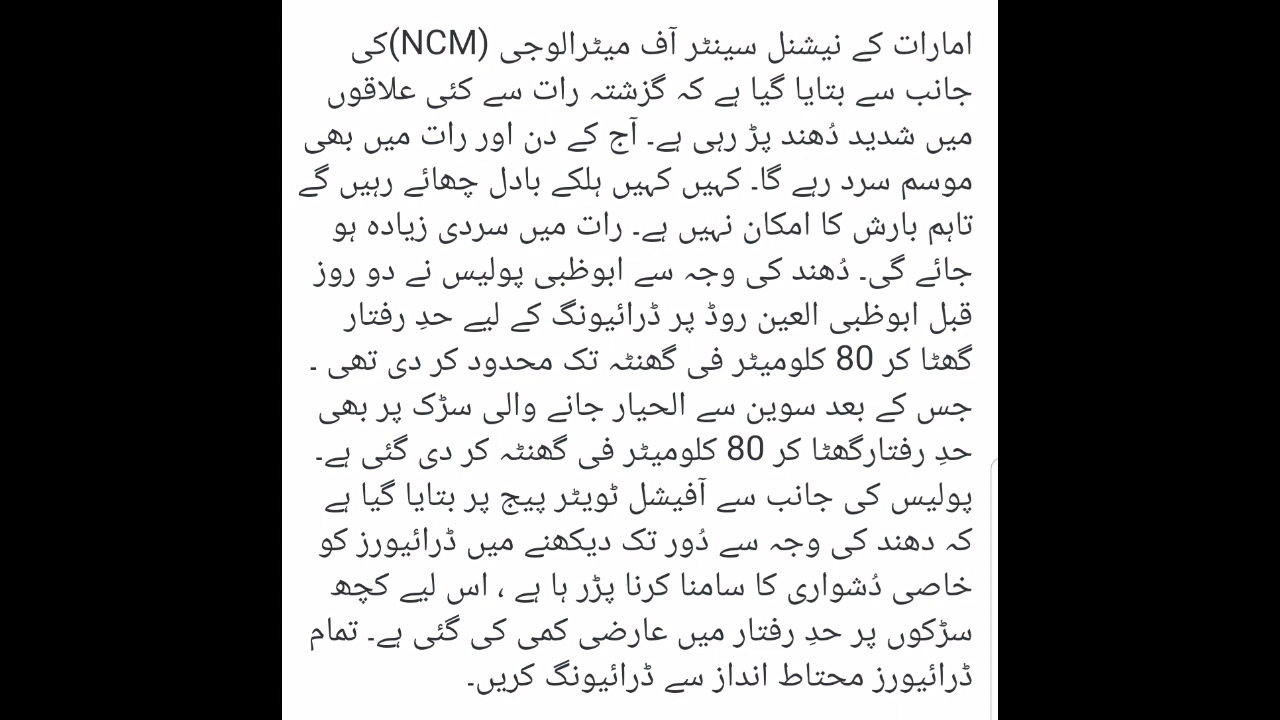 امارات کے نیشنل سینٹر آف میٹرالوجی (NCM)کی
جانب سے بتایا گیا ہے کہ گزشتہ رات سے کئی علاقوں
میں شدید دُھند پڑ رہی ہے۔ آج کے دن اور رات میں بھی
موسم سرد رہے گا۔ کہیں کہیں ہلکے بادل چھائے رہیں گے
تاہم بارش کا امکان نہیں ہے۔ رات میں سردی زیادہ ہو
جائے گی۔ دُھند کی وجہ سے ابوظبی پولیس نے دو روز
قبل ابوظبی العین روڈ پر ڈرائیونگ کے لیے حدِ رفتار
گھٹا کر 80 کلومیٹر فی گھنٹہ تک محدود کر دی تھی ۔
جس کے بعد سوین سے الحیار جانے والی سڑک پر بھی
حدِ رفتارگھٹا کر 80 کلومیٹر فی گھنٹہ کر دی گئی ہے۔
پولیس کی جانب سے آفیشل ٹویٹر پیج پر بتایا گیا ہے
کہ دھند کی وجہ سے دُور تک دیکھنے میں ڈرائیورز کو
خاصی دُشواری کا سامنا کرنا پڑر ہا ہے ، اس لیے کچھ
سڑکوں پر حدِ رفتار میں عارضی کمی کی گئی ہے۔ تمام
ڈرائیورز محتاط انداز سے ڈرائیونگ کریں۔